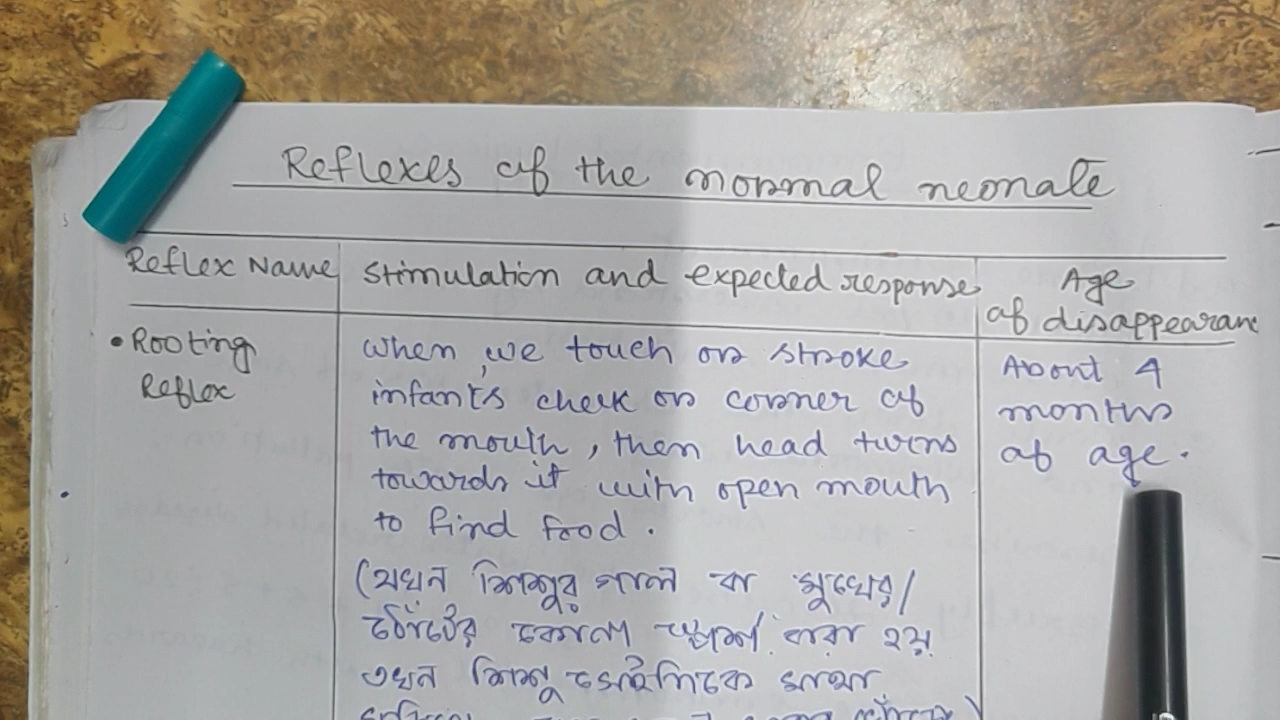 Reflexes of the normal neonate
Reflex Name
Stimulation and expected response
Age
of disappearan
• Rooting
Reflex
When we touch or stroke
infant's cheek or corner of
the mouth, then head turns
towards it with open mouth
to find food.
(যখন শিশুর গাল বা মুখের/
ঠোঁটের কোনা স্পর্শ করা হয়
তখন শিশু সেইদিকে মাথা
About 4
months
of age.